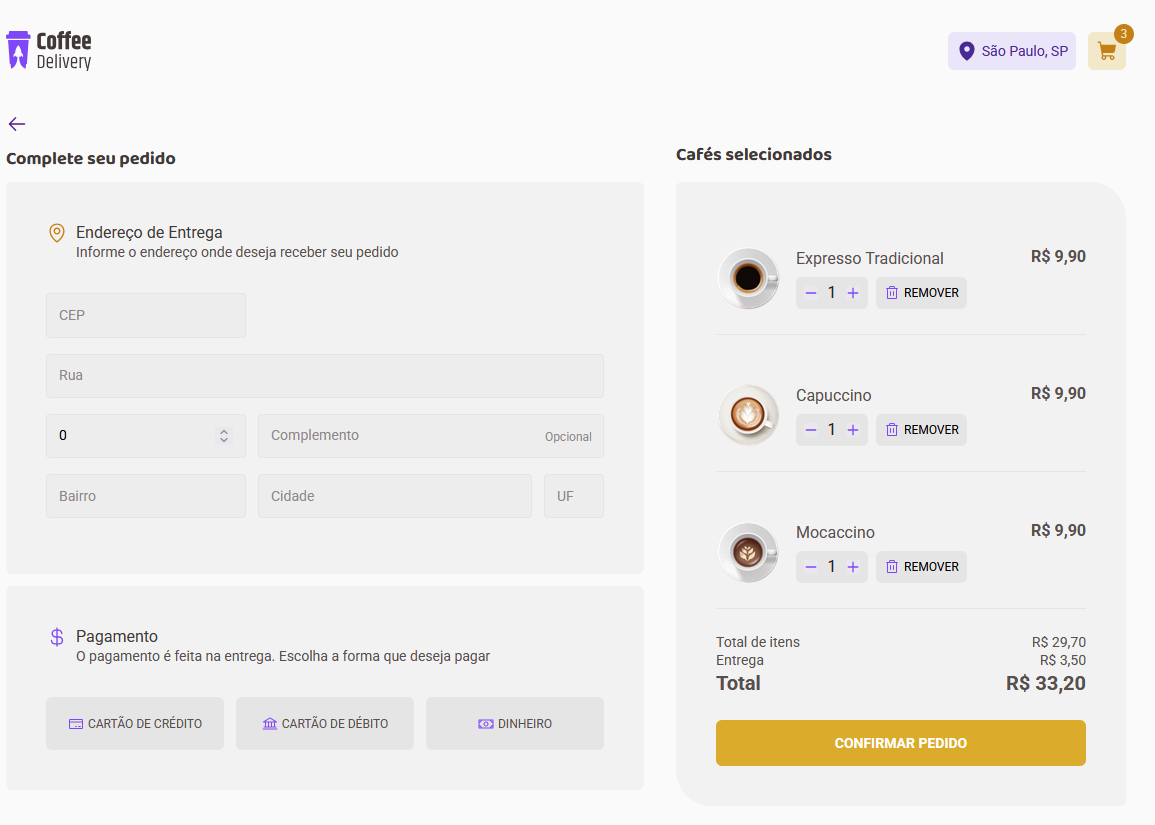 Coffee
Delivery
São Paulo, SP
3
Complete seu pedido
Endereço de Entrega
Informe o endereço onde deseja receber seu pedido
CEP
Rua
0
Complemento
Opcional
Bairro
Cidade
UF
Pagamento
O pagamento é feita na entrega. Escolha a forma que deseja pagar
CARTÃO DE CRÉDITO
CARTÃO DE DÉBITO
DINHEIRO
Cafés selecionados
Expresso Tradicional
R$ 9,90
1
REMOVER
Capuccino
R$ 9,90
1
REMOVER
Mocaccino
R$ 9,90
1
REMOVER
Total de itens
R$ 29,70
Entrega
R$ 3,50
Total
R$ 33,20
CONFIRMAR PEDIDO